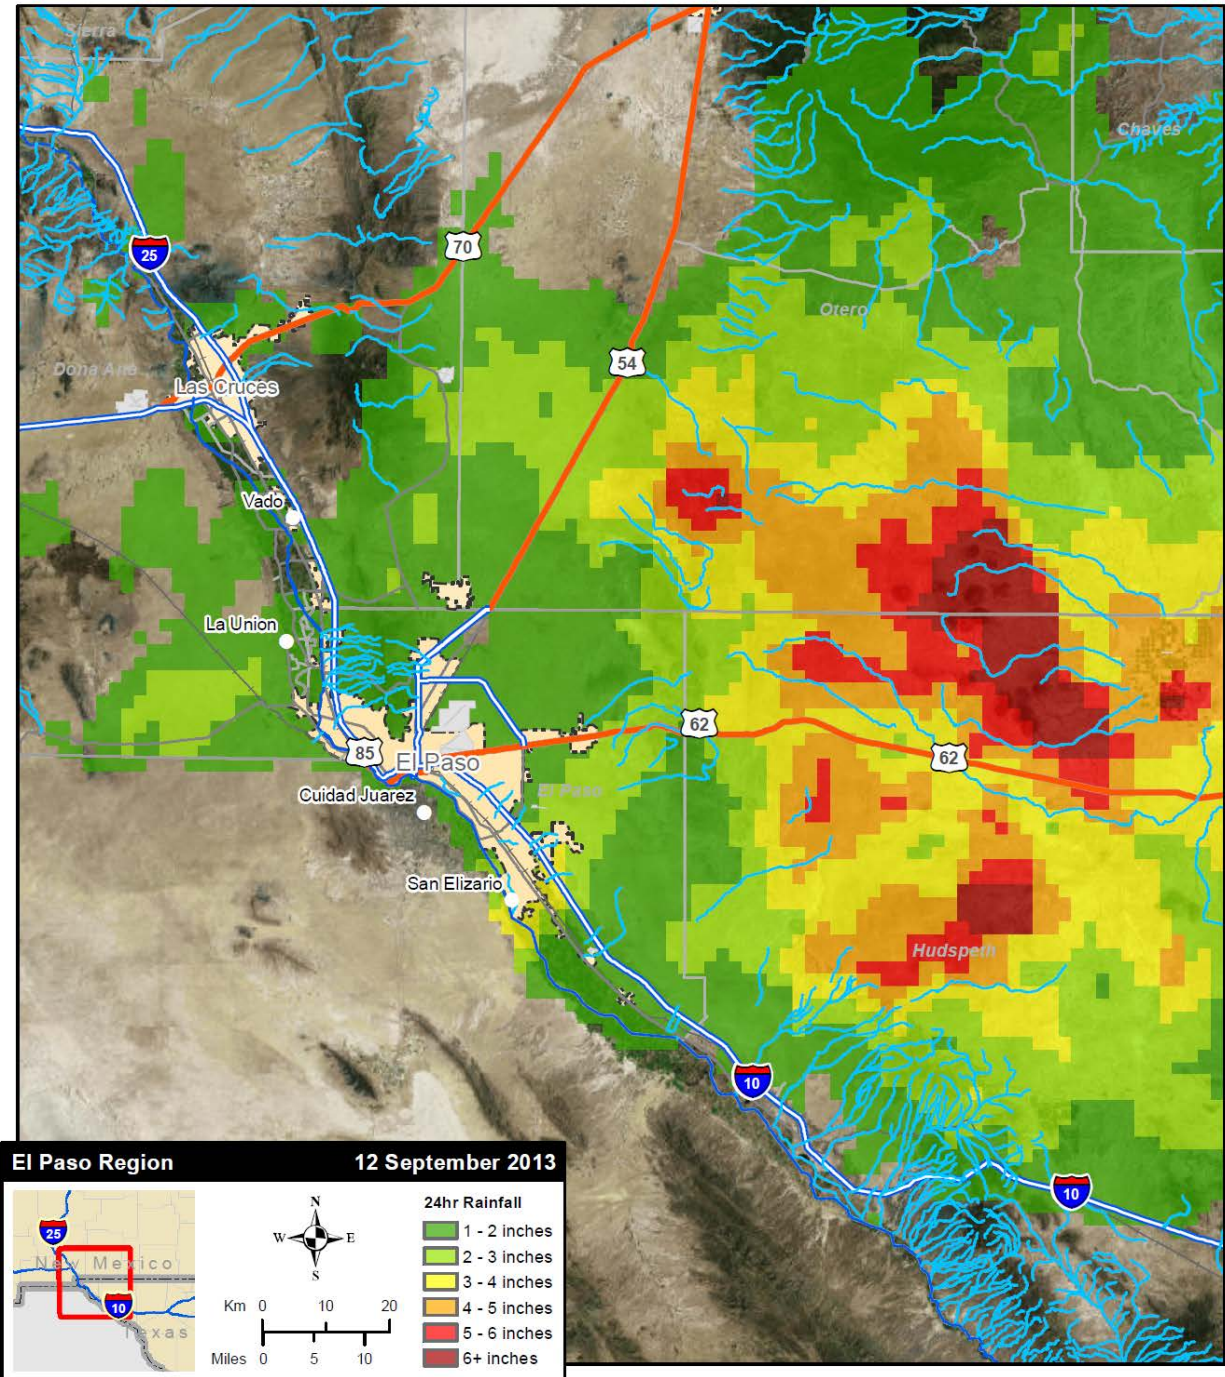 Sierra
Chaves
25
70
Otero
54
Dona Ana
Las Cruces
Vado
La Union
62
85
El Paso
62
El Paso
Cuidad Juarez
San Elizario
Hudspeth
10
10
El Paso Region
12 September 2013
25
New Mexico
10
Texas
N
W
E
S
Km 0 10 20
Miles 0 5 10
24hr Rainfall
1 - 2 inches
2 - 3 inches
3 - 4 inches
4 - 5 inches
5 - 6 inches
6+ inches